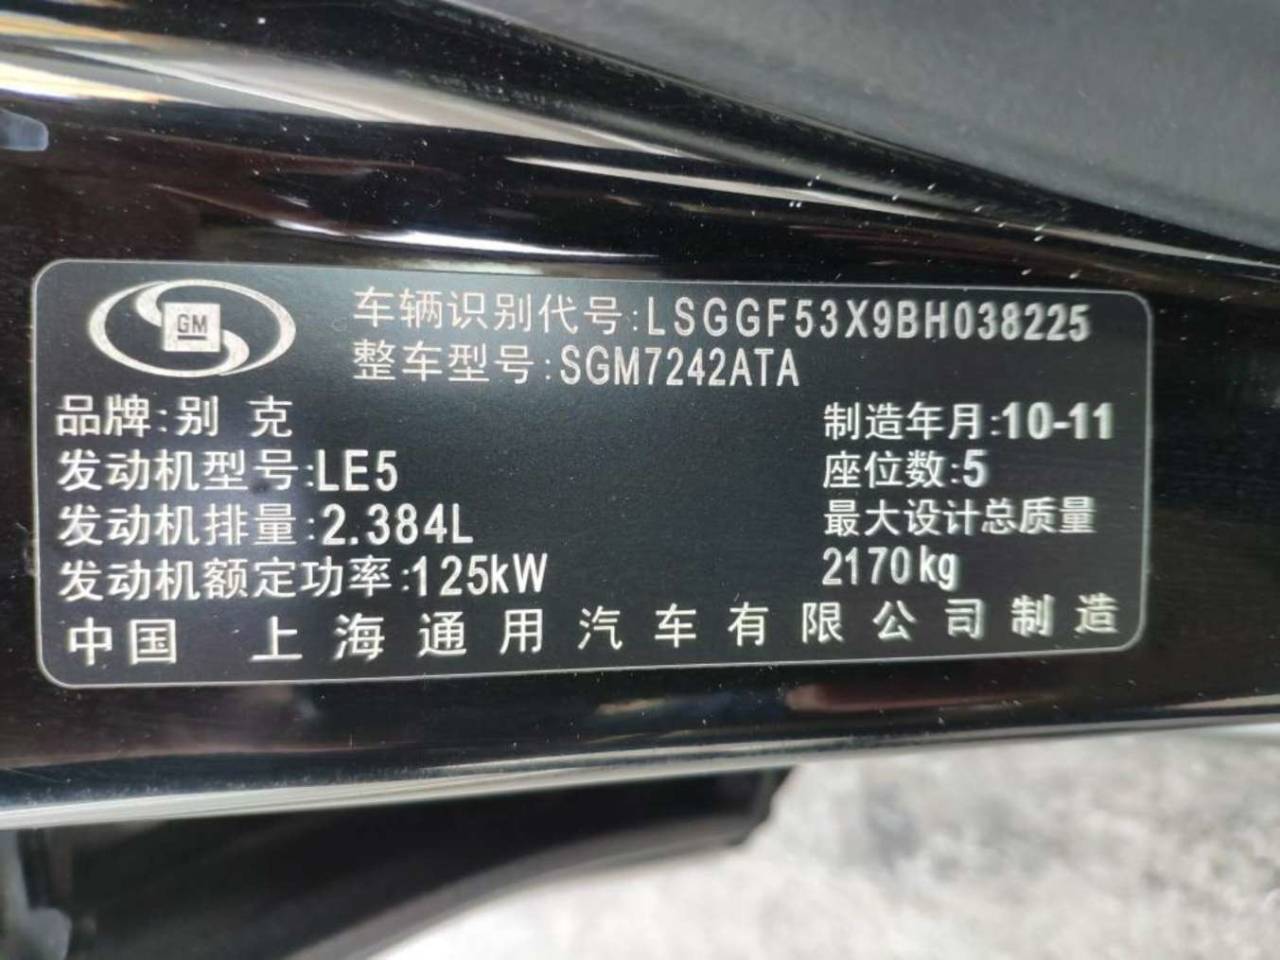 GM
车辆识别代号:LSGGF53X9BH038225
整车型号:SGM7242ATA
品牌:别 克
制造年月:10-11
发动机型号:LE5
座位数:5
发动机排量:2.384L
最大设计总质量
发动机额定功率:125kW
2170kg
中国 上海通用汽车有限公司制造